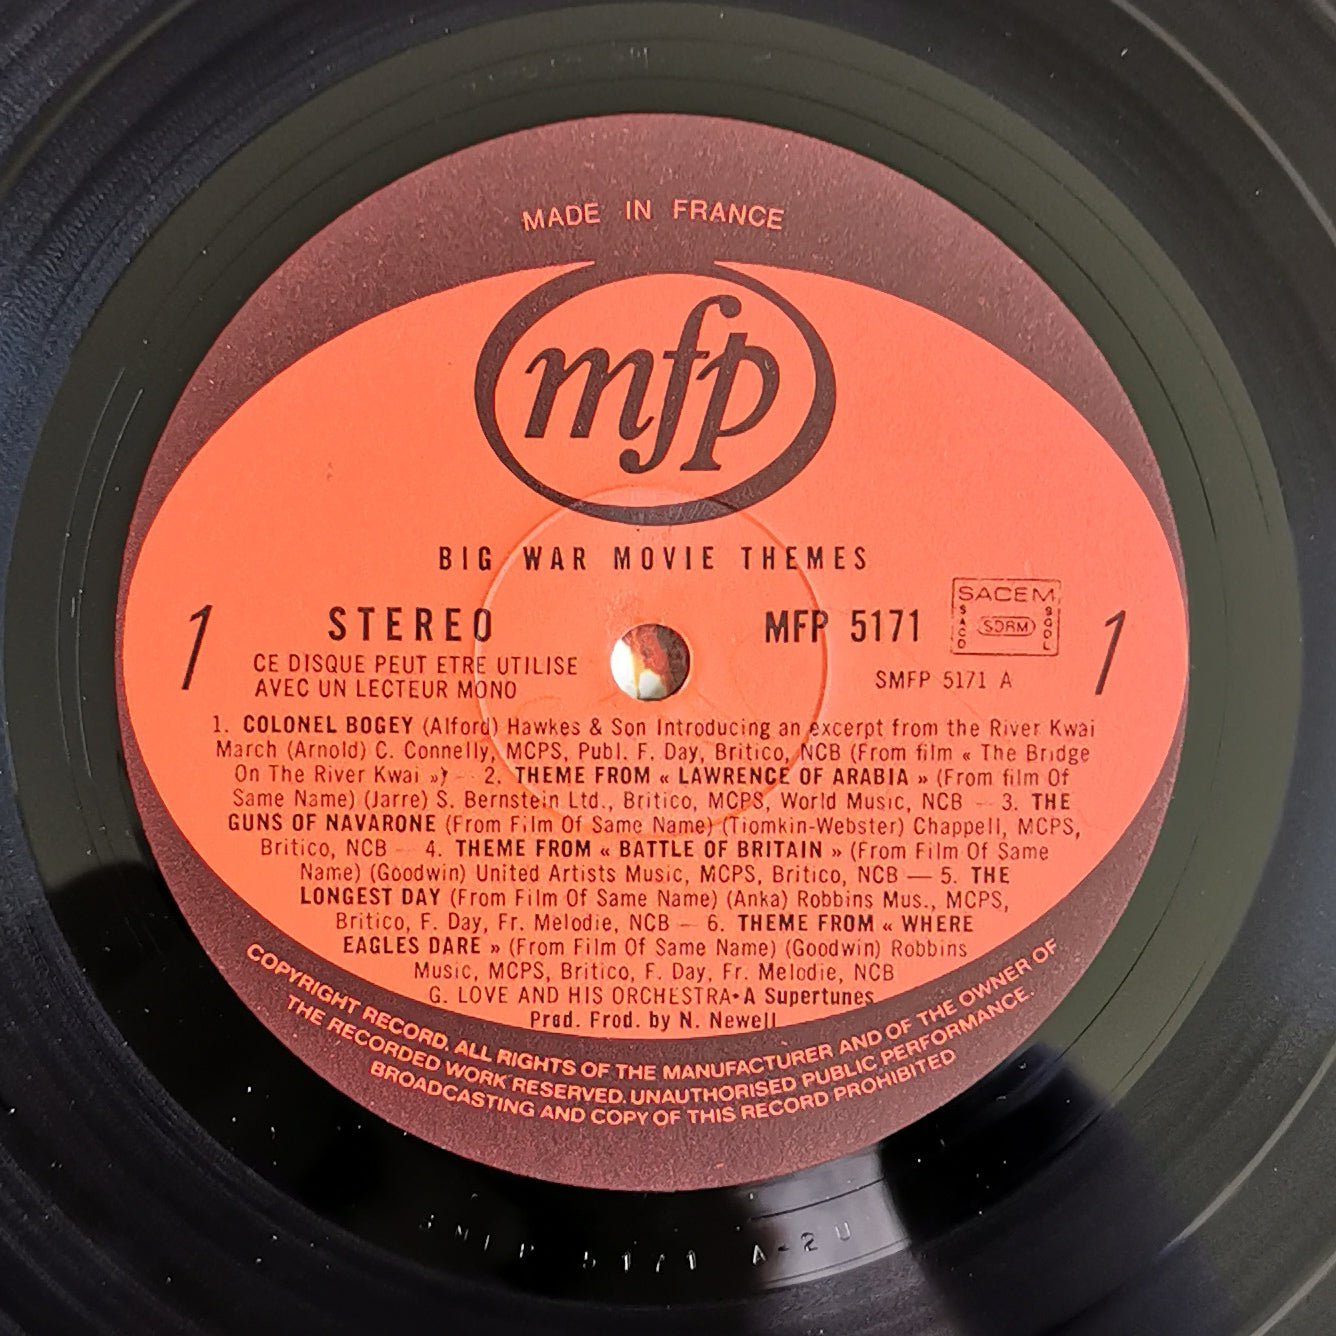 MADE IN FRANCE
mfp
BIG WAR MOVIE THEMES
1
STEREO
MFP 5171
SACEM
SACD
SDRM
SGDL
1
CE DISQUE PEUT ETRE UTILISE
AVEC UN LECTEUR MONO
SMFP 5171 A
1. COLONEL BOGEY (Alford) Hawkes & Son Introducing an excerpt from the River Kwai
March (Arnold) C. Connelly, MCPS, Publ. F. Day, Britico, NCB (From film « The Bridge
On The River Kwai ») — 2. THEME FROM « LAWRENCE OF ARABIA » (From film Of
Same Name) (Jarre) S. Bernstein Ltd., Britico, MCPS, World Music, NCB — 3. THE
GUNS OF NAVARONE (From Film Of Same Name) (Tiomkin-Webster) Chappell, MCPS,
Britico, NCB — 4. THEME FROM « BATTLE OF BRITAIN » (From Film Of Same
Name) (Goodwin) United Artists Music, MCPS, Britico, NCB — 5. THE
LONGEST DAY (From Film Of Same Name) (Anka) Robbins Mus., MCPS,
Britico, F. Day, Fr. Melodie, NCB — 6. THEME FROM « WHERE
EAGLES DARE » (From Film Of Same Name) (Goodwin) Robbins
Music, MCPS, Britico, F. Day, Fr. Melodie, NCB
G. LOVE AND HIS ORCHESTRA•A Supertunes
Prod. Frod. by N. Newell
COPYRIGHT RECORD. ALL RIGHTS OF THE MANUFACTURER AND OF THE OWNER OF
THE RECORDED WORK RESERVED. UNAUTHORISED PUBLIC PERFORMANCE.
BROADCASTING AND COPY OF THIS RECORD PROHIBITED
SMFP 5171 A-2U